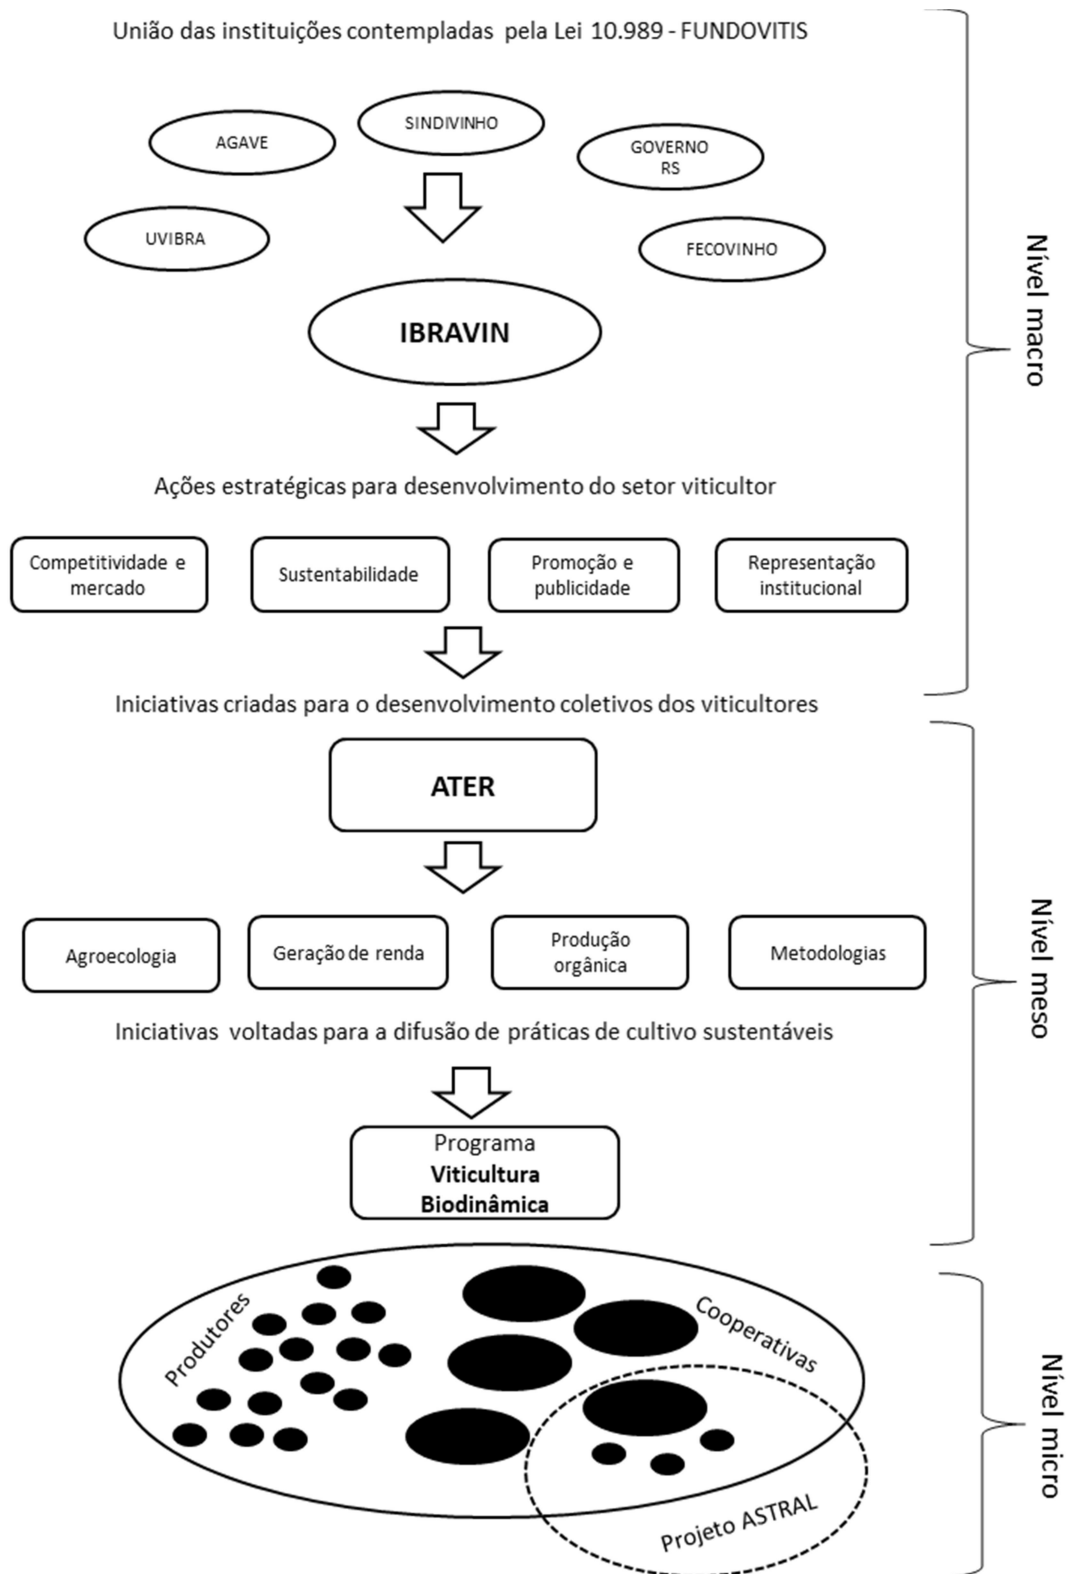 União das instituições contempladas pela Lei 10.989 - FUNDOVITIS
SINDIVINHO
AGAVE
GOVERNO
RS
UVIBRA
FECOVINHO
IBRAVIN
Nível macro
Ações estratégicas para desenvolvimento do setor viticultor
Competitividade e
mercado
Sustentabilidade
Promoção e
publicidade
Representação
institucional
Iniciativas criadas para o desenvolvimento coletivos dos viticultores
ATER
Agroecologia
Geração de renda
Produção
orgânica
Metodologias
Nível meso
Iniciativas voltadas para a difusão de práticas de cultivo sustentáveis
Programa
Viticultura
Biodinâmica
Produtores
Cooperativas
Nível micro
Projeto ASTRAL